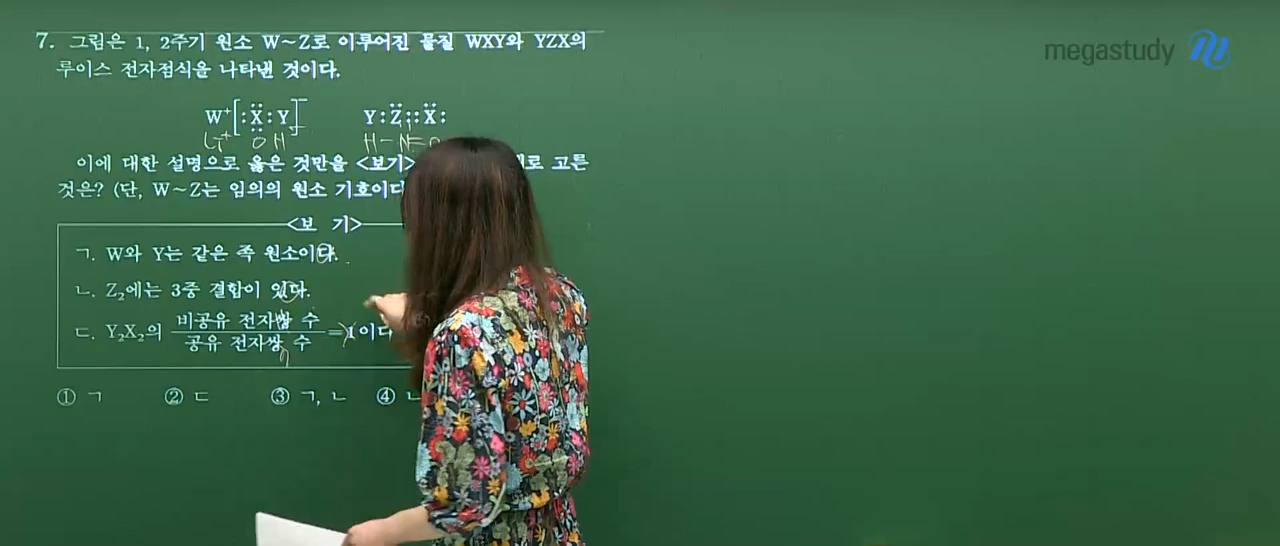 megastudy
7. 그림은 1, 2주기 원소 W~Z로 이루어진 물질 WXY와 YZX의
루이스 전자점식을 나타낸 것이다.
W⁺[:X:Y]⁻ Y:Z::X:
Li⁺ O H H-N=O
이에 대한 설명으로 옳은 것만을 <보기> 로 고른
것은? (단, W~Z는 임의의 원소 기호이다
<보 기>
ㄱ. W와 Y는 같은 족 원소이다.
ㄴ. Z₂에는 3중 결합이 있다.
ㄷ. Y₂X₂의 비공유 전자쌍 수 / 공유 전자쌍 수 = 1이다
① ㄱ ② ㄷ ③ ㄱ, ㄴ ④ ㄴ